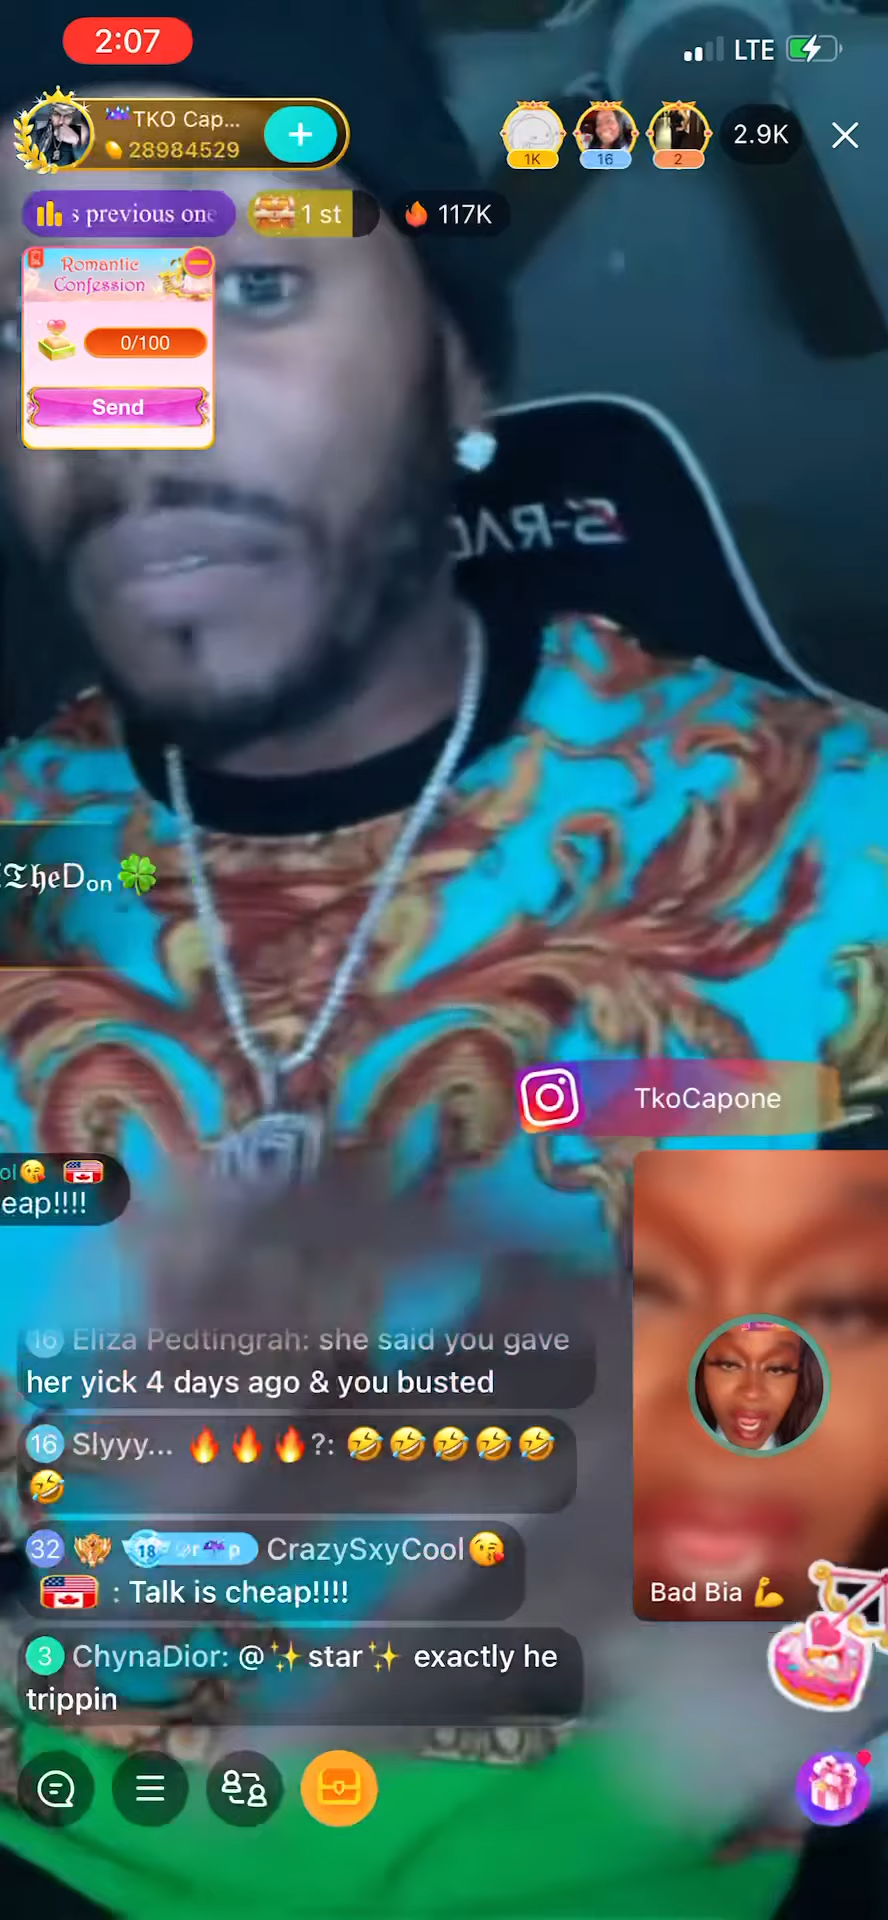 2:07
LTE
TKO Cap...
28984529
1K
16
2
2.9K
s previous one
1 st
117K
Romantic
Confession
0/100
Send
S-RAC
TheDon🍀
TkoCapone
ol😘 🇺🇸
eap!!!!
16 Eliza Pedtingrah: she said you gave
her yick 4 days ago & you busted
16 Slyyy... 🔥🔥🔥?: 🤣🤣🤣🤣🤣
🤣
32 18 CrazySxyCool😘
🇺🇸🇨🇦 : Talk is cheap!!!!
3 ChynaDior: @✨star✨ exactly he
trippin
Bad Bia 💪